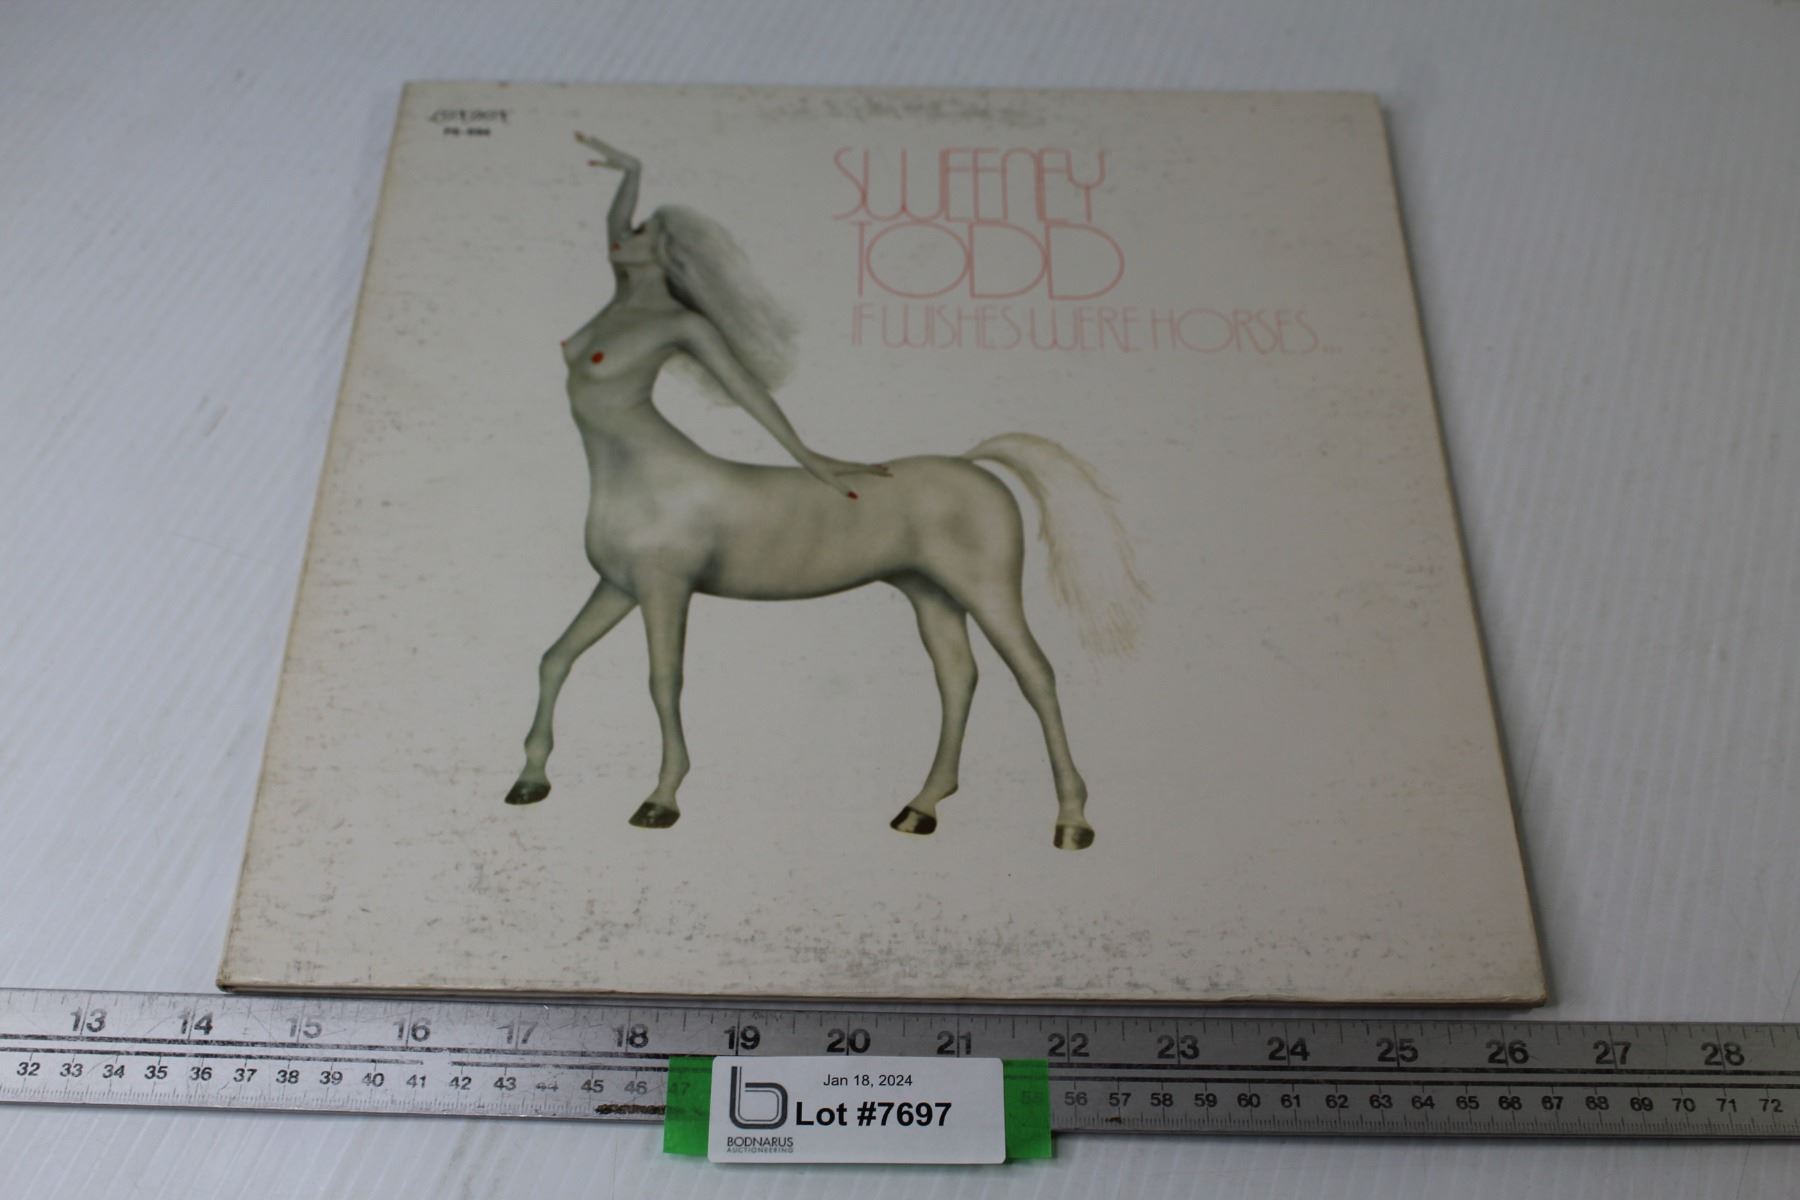 LONDON
SWEENEY
TODD
IF WISHES WERE HORSES...
13 14 15 16 17 18 19 20 21 22 23 24 25 26 27 28
32 33 34 35 36 37 38 39 40 41 42 43 44 45 46 47 56 57 58 59 60 61 62 63 64 65 66 67 68 69 70 71 72
Jan 18, 2024
Lot #7697
BODNARUS
AUCTIONEERING